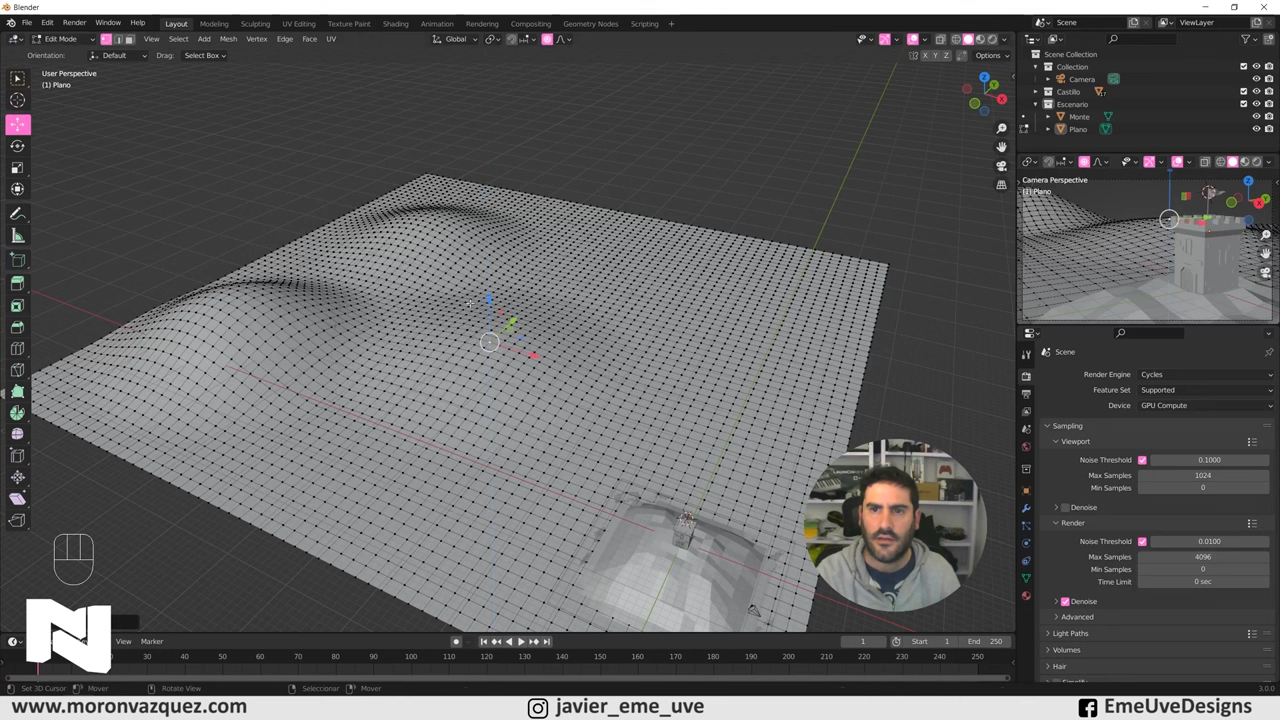 Blender
File Edit Render Window Help Layout Modeling Sculpting UV Editing Texture Paint Shading Animation Rendering Compositing Geometry Nodes Scripting + Scene ViewLayer
Edit Mode View Select Add Mesh Vertex Edge Face UV Global
Orientation: Default Drag: Select Box X Y Z Options
User Perspective
(1) Plano
Z
Y
X
Scene Collection
Collection
Camera
Castillo
Escenario
Monte
Plano
Camera Perspective
(1) Plano
Scene
Render Engine Cycles
Feature Set Supported
Device GPU Compute
Sampling
Viewport
Noise Threshold 0.1000
Max Samples 1024
Min Samples 0
Denoise
Render
Noise Threshold 0.0100
Max Samples 4096
Min Samples 0
Time Limit 0 sec
Denoise
Advanced
Light Paths
Volumes
Hair
View Marker 1 Start 1 End 250
30 40 50 60 70 80 90 100 110 120 130 140 150 160 170 180 190 200 210 220 230 240 250
Set 3D Cursor Mover Rotate View Seleccionar Mover 3.0.0
www.moronvazquez.com javier_eme_uve EmeUveDesigns